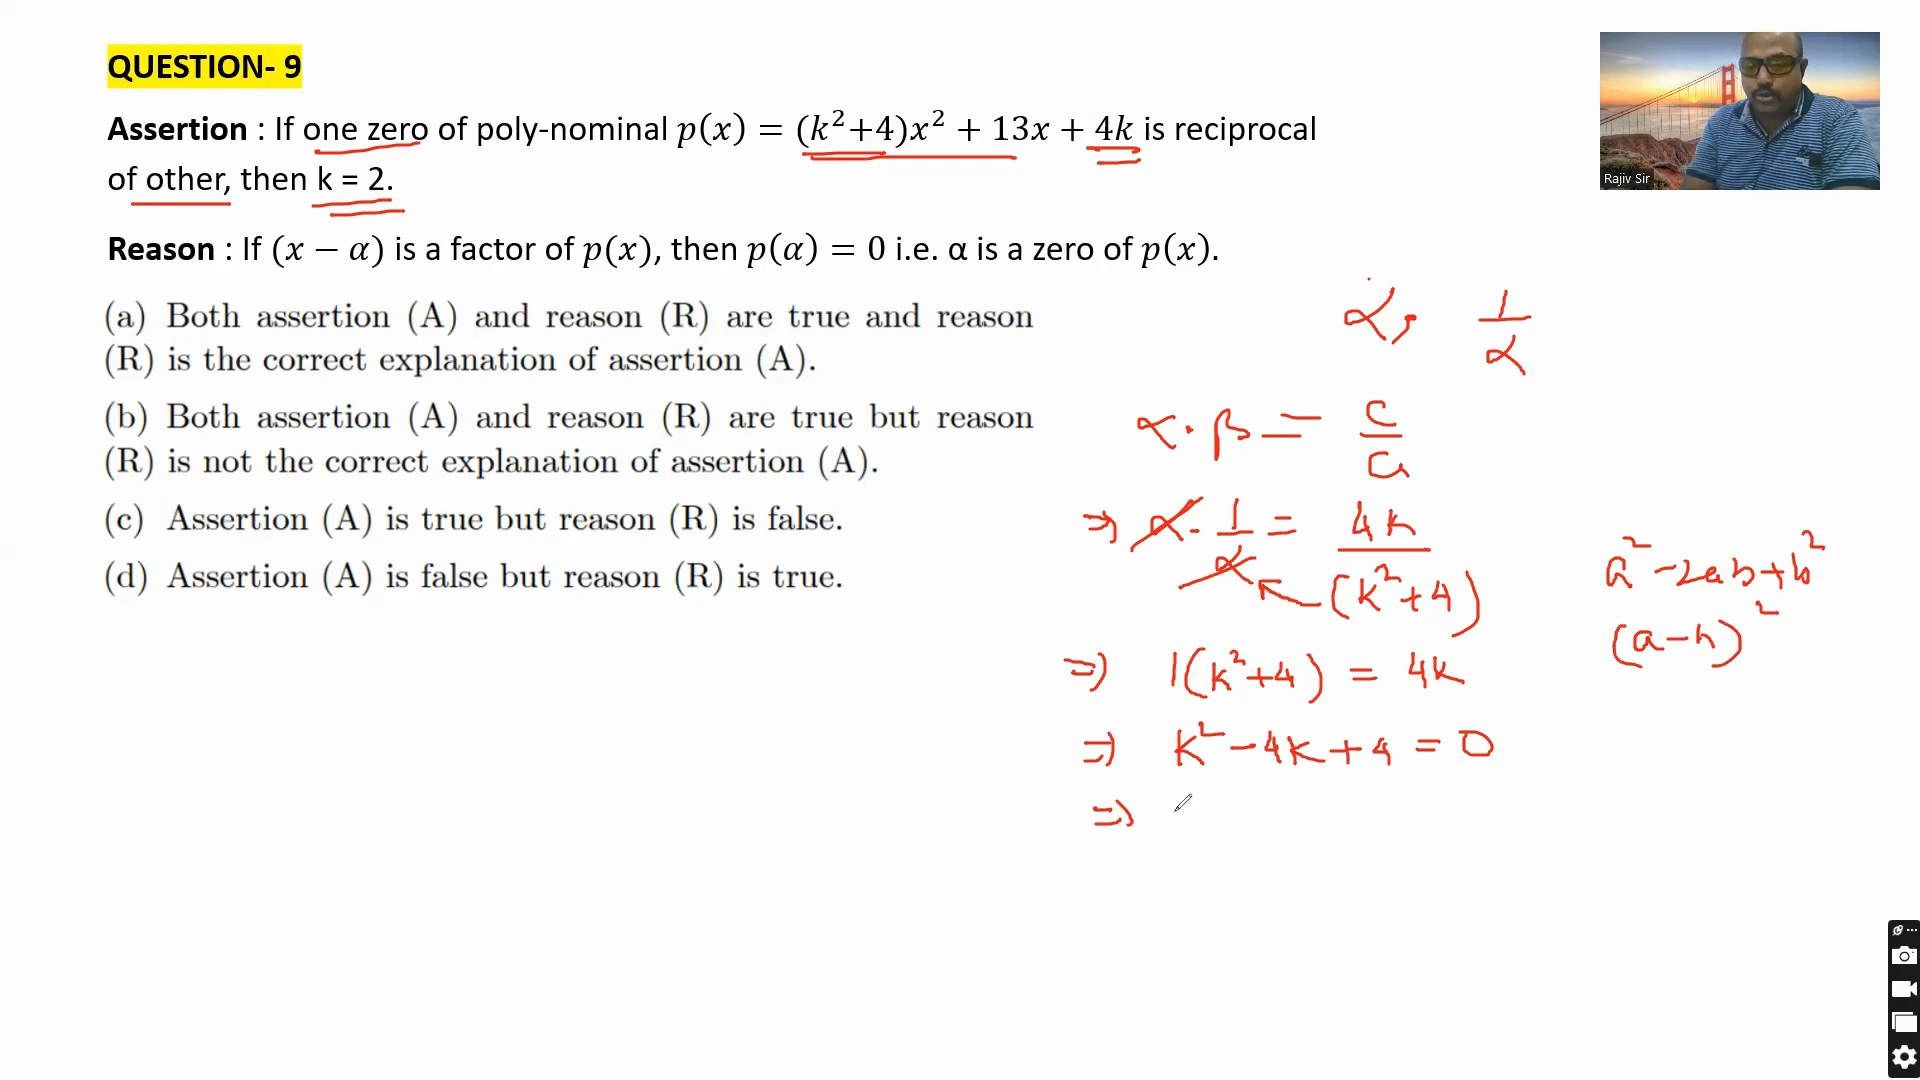 QUESTION- 9
Assertion : If one zero of poly-nominal p(x) = (k²+4)x² + 13x + 4k is reciprocal
of other, then k = 2.
Reason : If (x − α) is a factor of p(x), then p(α) = 0 i.e. α is a zero of p(x).
(a) Both assertion (A) and reason (R) are true and reason
(R) is the correct explanation of assertion (A).
(b) Both assertion (A) and reason (R) are true but reason
(R) is not the correct explanation of assertion (A).
(c) Assertion (A) is true but reason (R) is false.
(d) Assertion (A) is false but reason (R) is true.
Rajiv Sir
α, 1/α
α·β = c/a
⇒ α·1/α = 4k/(k²+4)
⇒ 1(k²+4) = 4k
⇒ k²−4k+4 = 0
⇒
a²−2ab+b²
(a−b)²